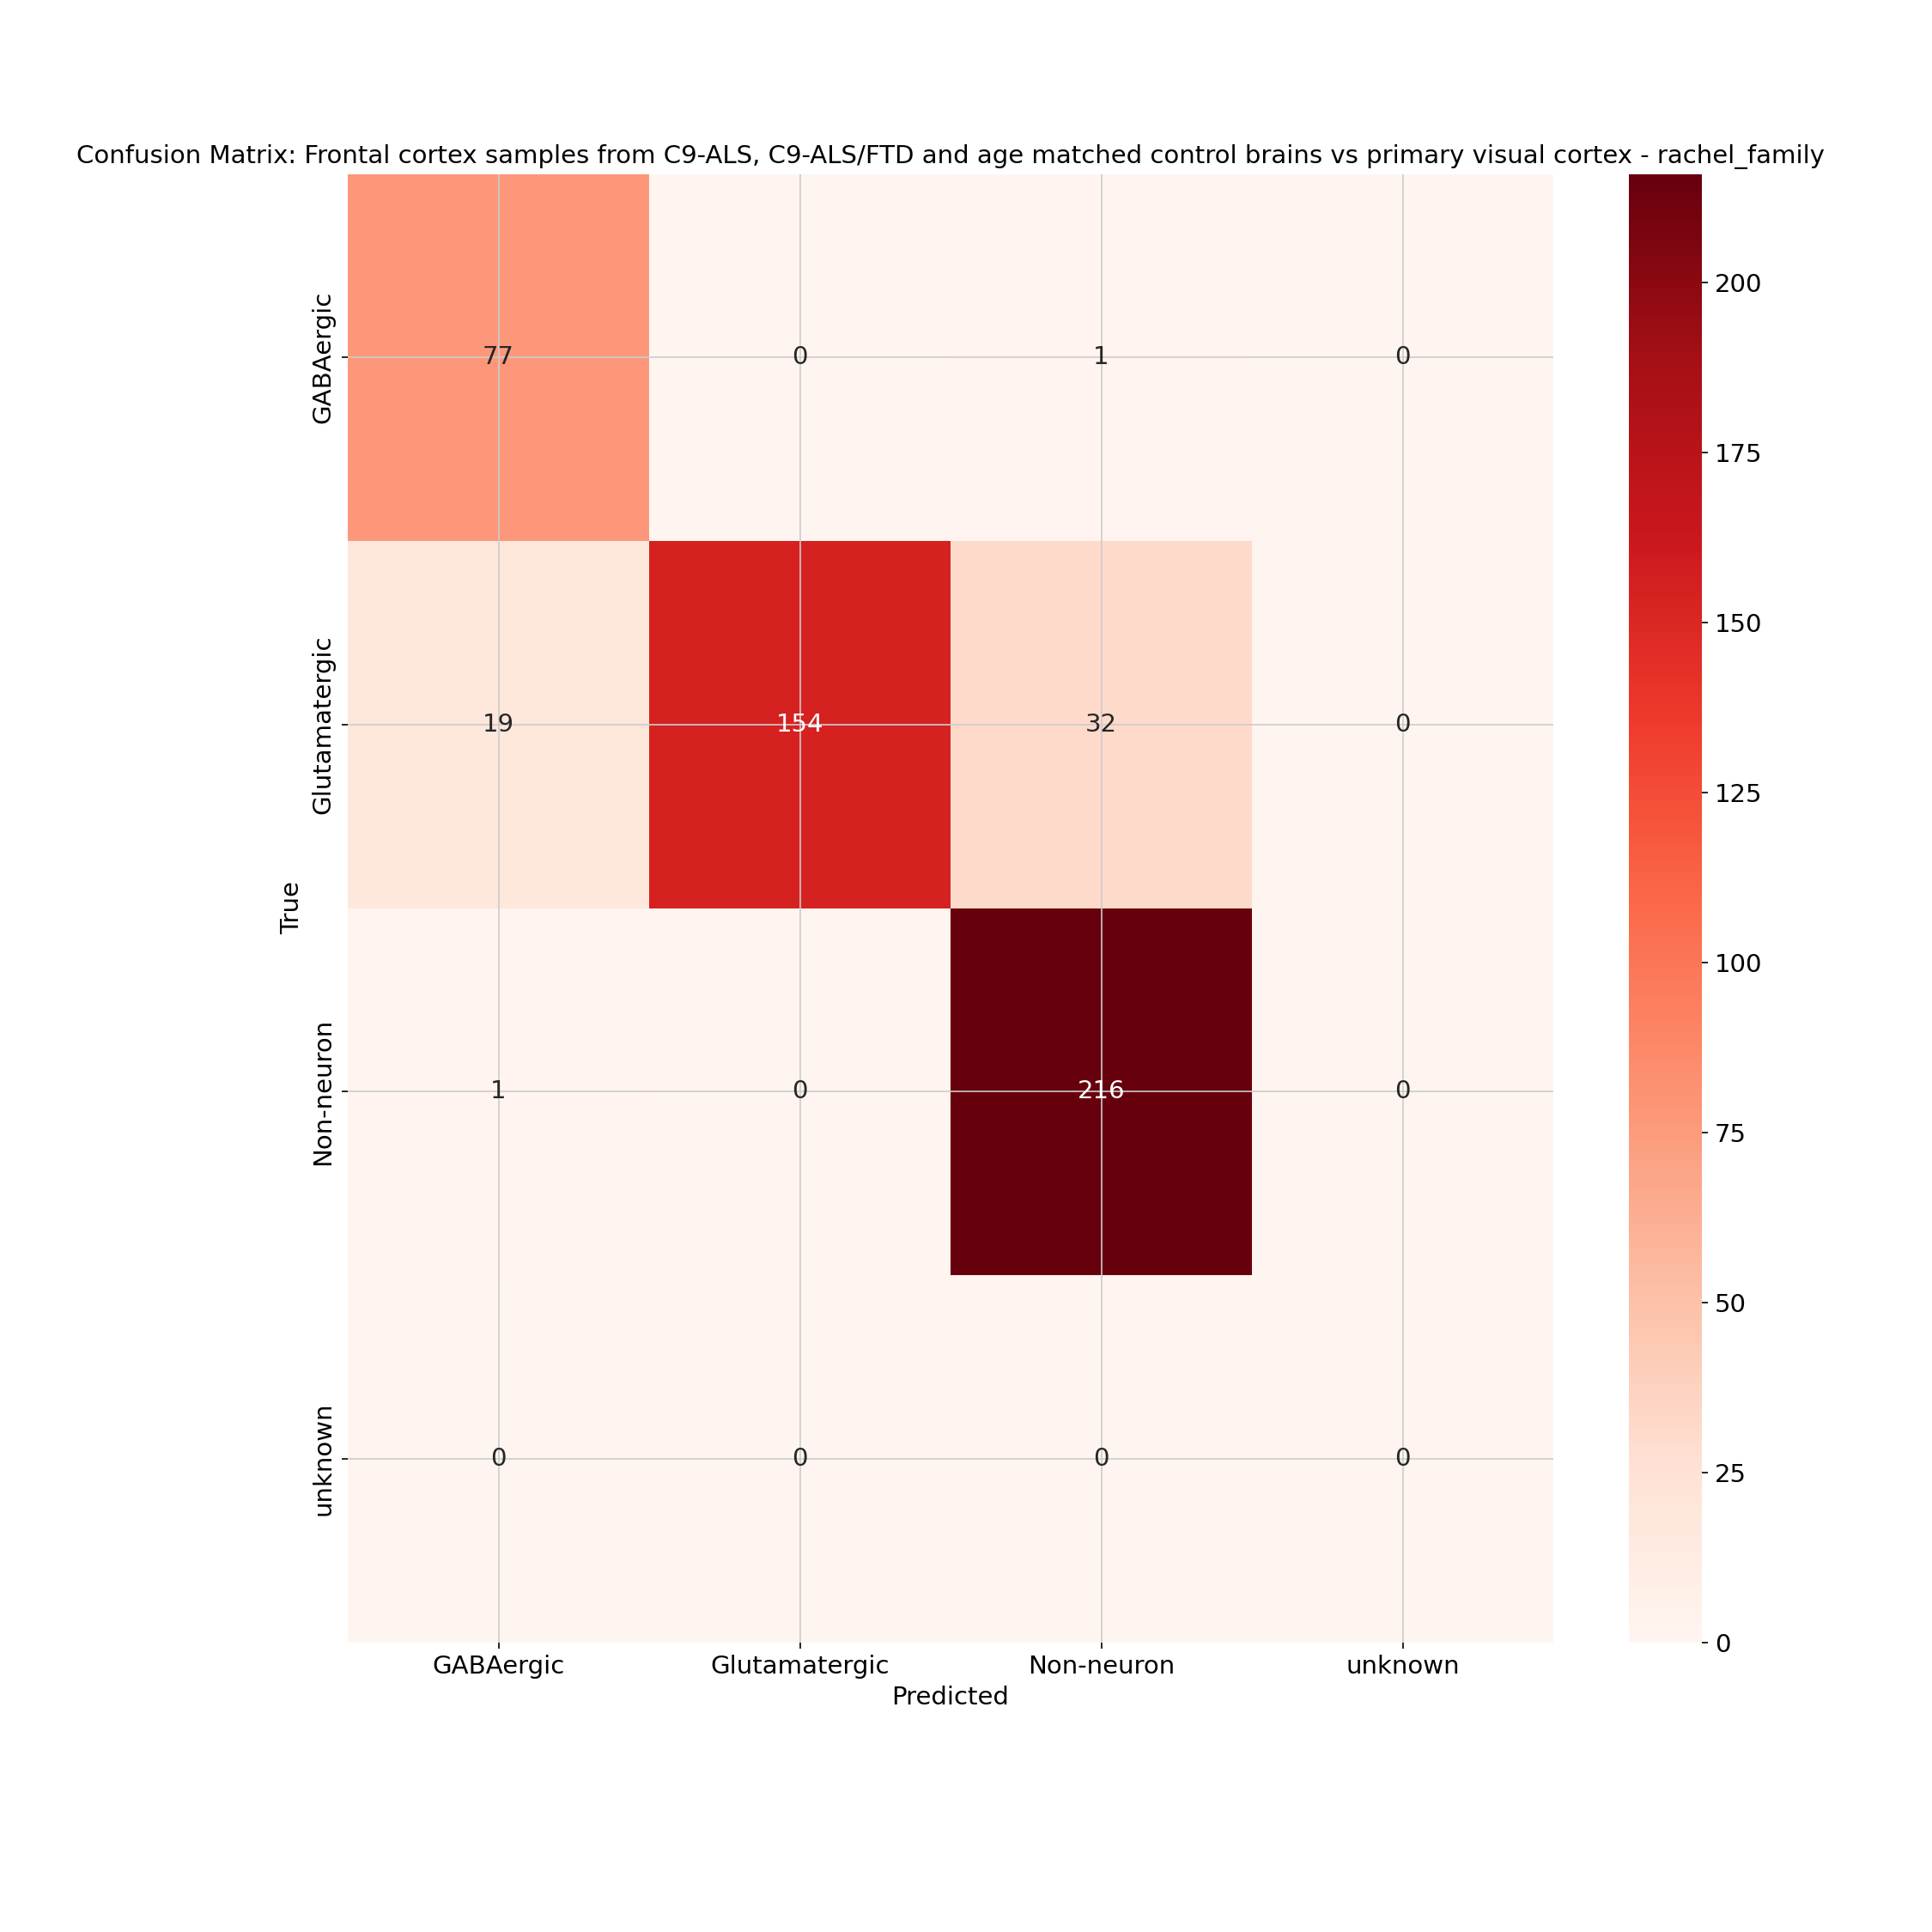 Confusion Matrix: Frontal cortex samples from C9-ALS, C9-ALS/FTD and age matched control brains vs primary visual cortex - rachel_family
True
GABAergic
77 0 1 0
Glutamatergic
19 154 32 0
Non-neuron
1 0 216 0
unknown
0 0 0 0
GABAergic Glutamatergic Non-neuron unknown
Predicted
200
175
150
125
100
75
50
25
0